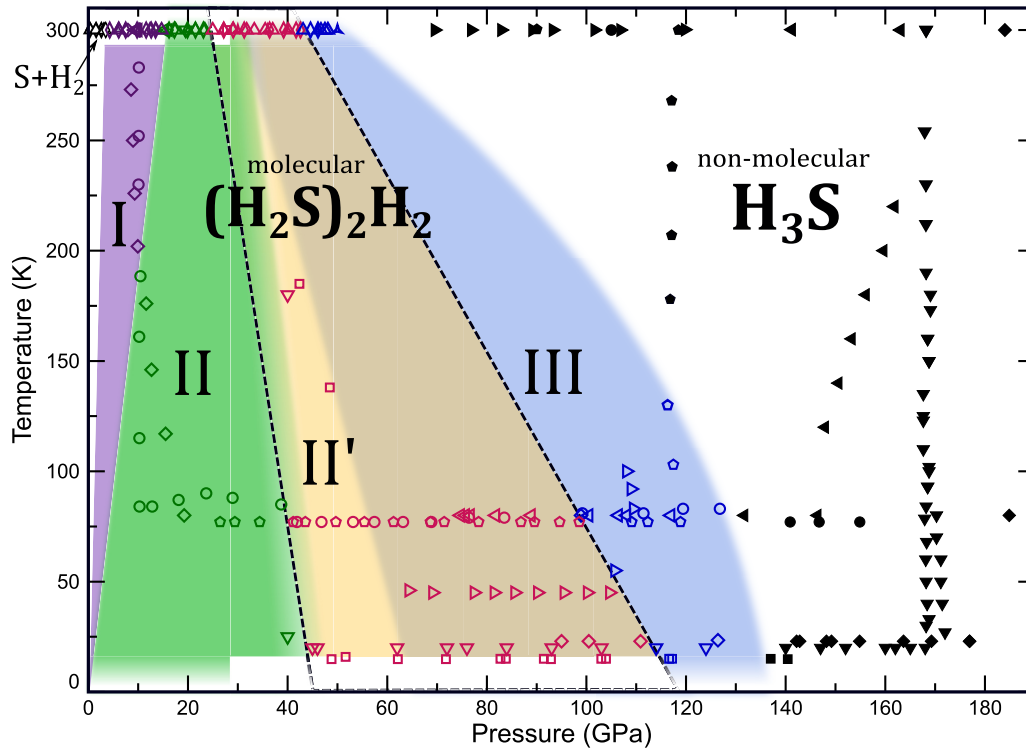 300
250
200
150
100
50
0
Temperature (K)
S+H₂
I
II
II'
III
molecular
(H₂S)₂H₂
non-molecular
H₃S
0 20 40 60 80 100 120 140 160 180
Pressure (GPa)